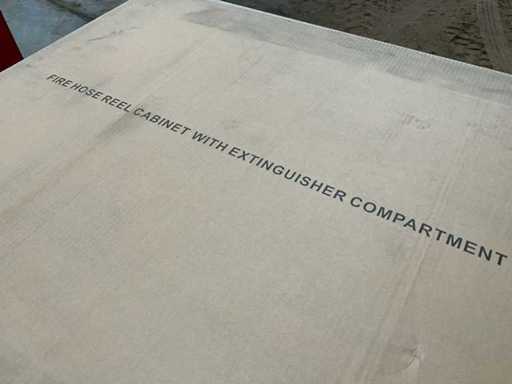 FIRE HOSE REEL CABINET WITH EXTINGUISHER COMPARTMENT